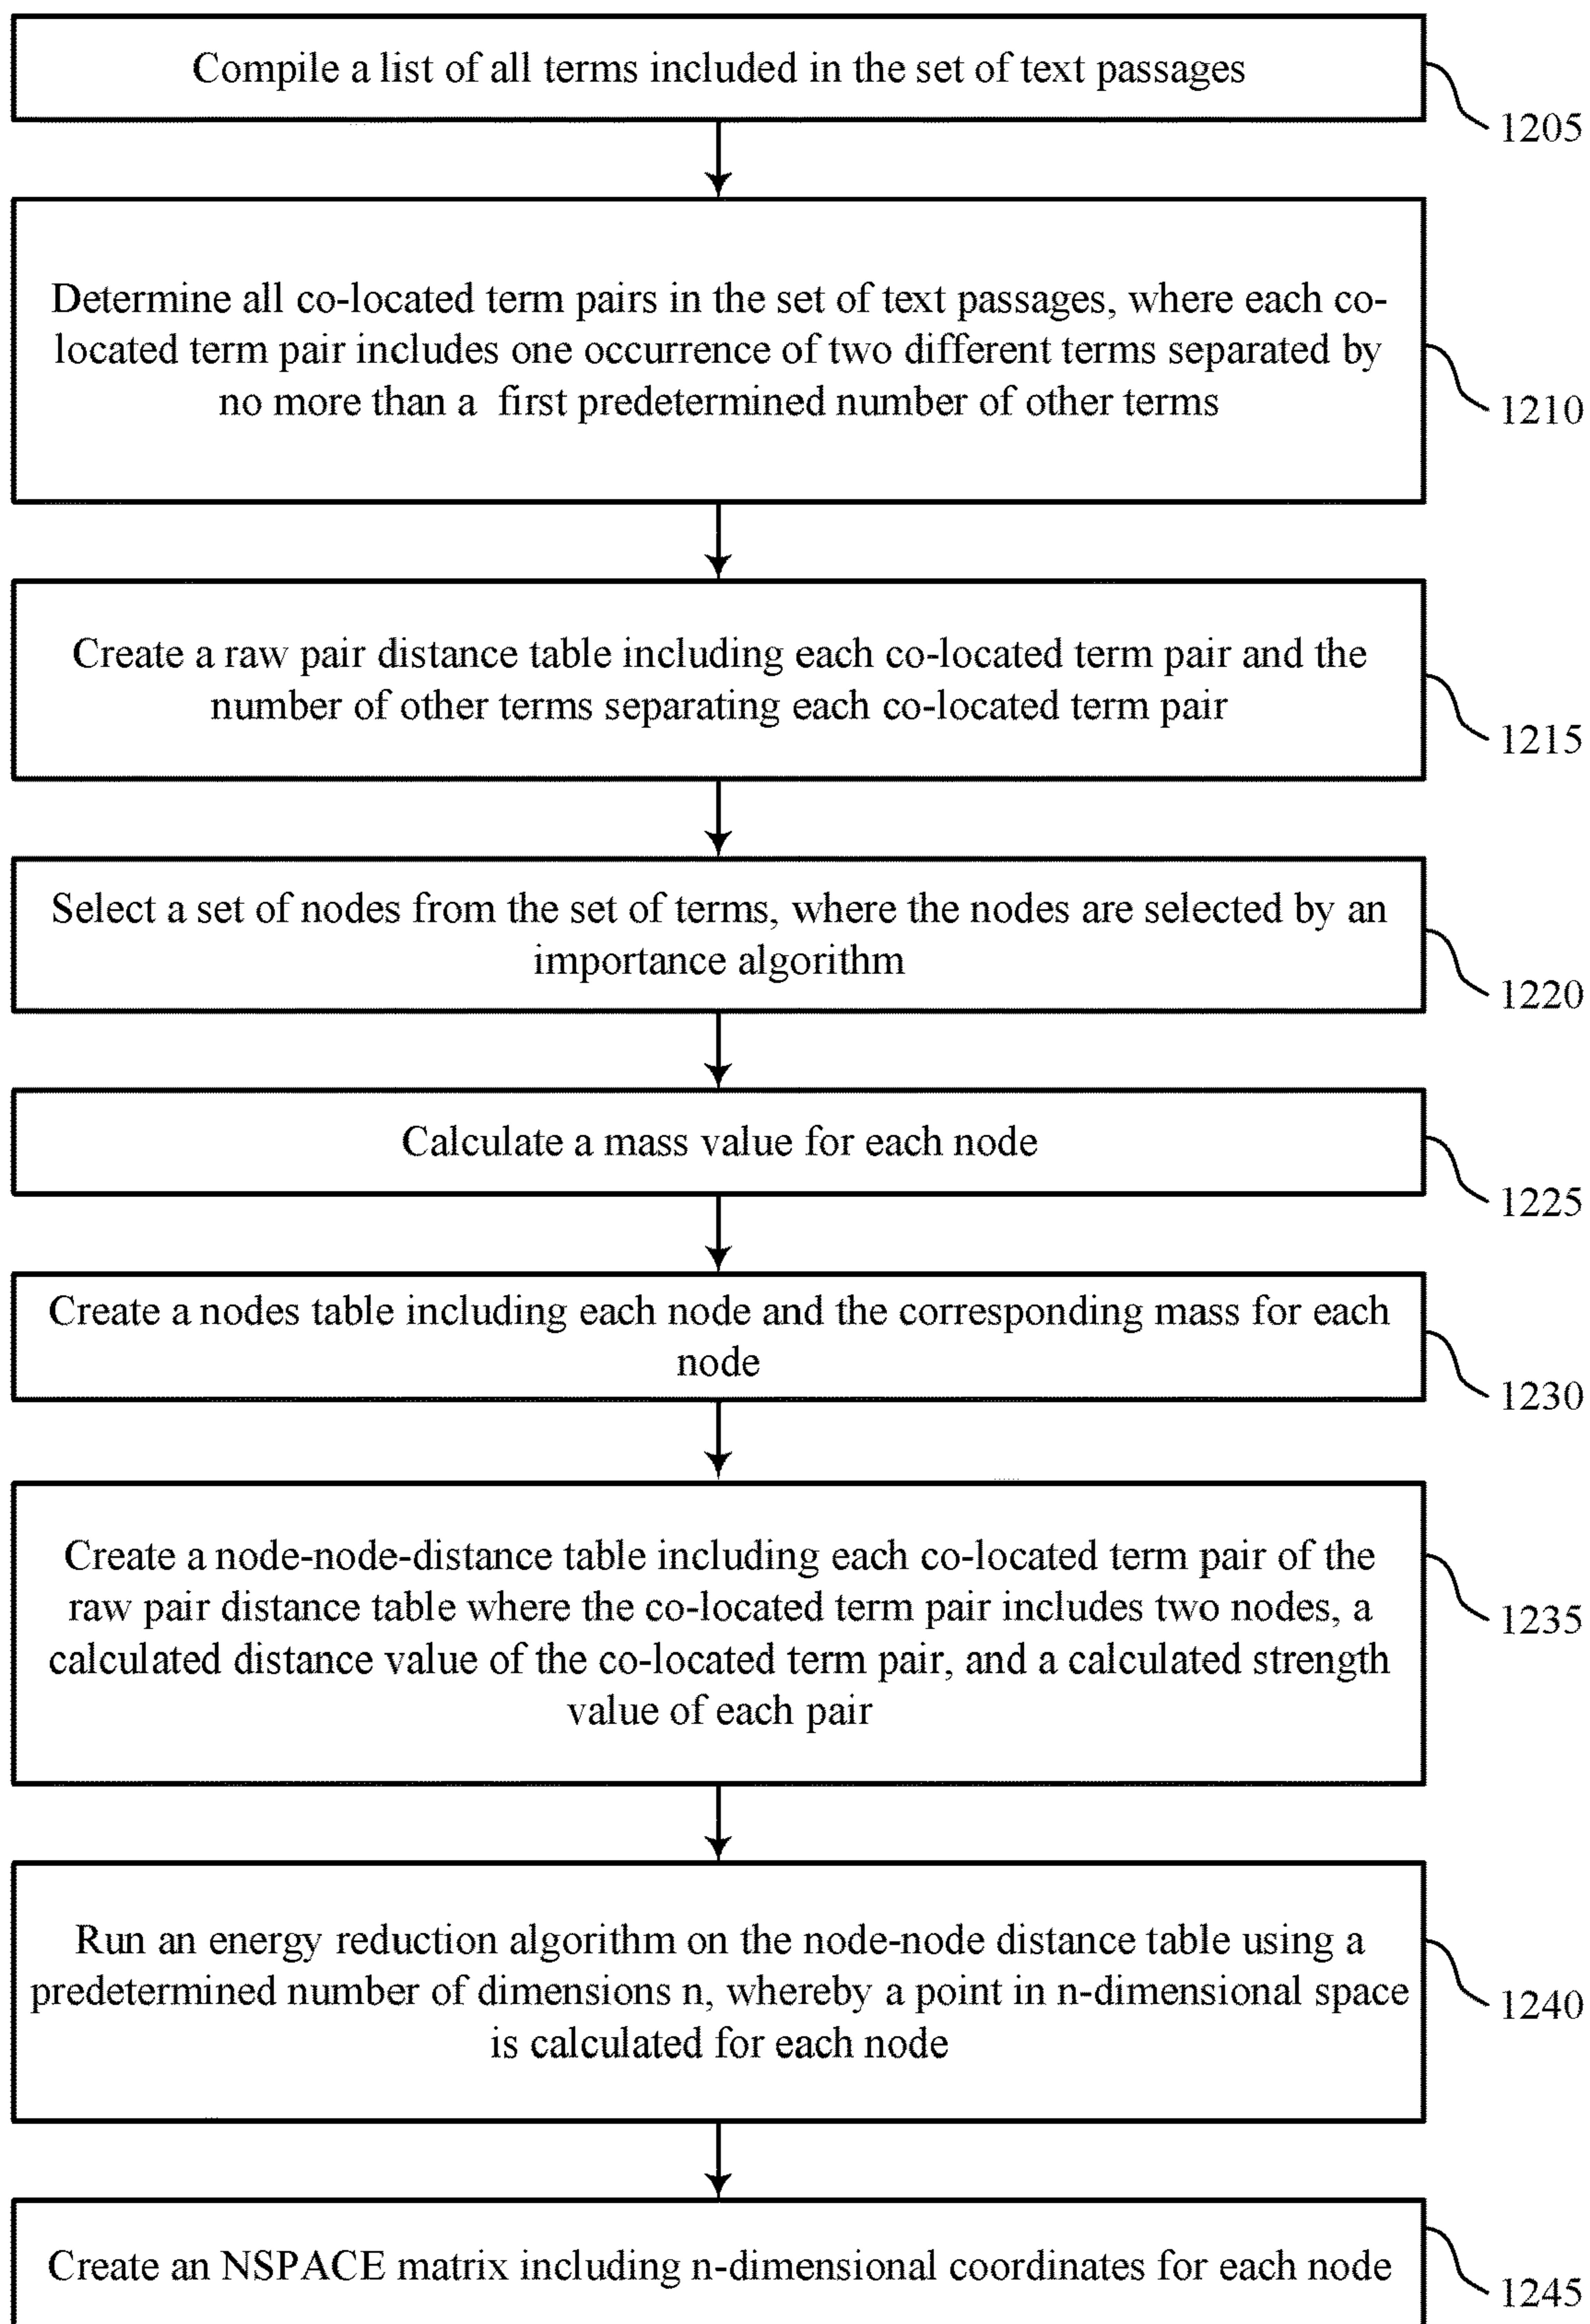 Compile a list of all terms included in the set of text passages
1205
Determine all co-located term pairs in the set of text passages, where each co-
located term pair includes one occurrence of two different terms separated by
no more than a first predetermined number of other terms
1210
Create a raw pair distance table including each co-located term pair and the
number of other terms separating each co-located term pair
1215
Select a set of nodes from the set of terms, where the nodes are selected by an
importance algorithm
1220
Calculate a mass value for each node
1225
Create a nodes table including each node and the corresponding mass for each
node
1230
Create a node-node-distance table including each co-located term pair of the
raw pair distance table where the co-located term pair includes two nodes, a
calculated distance value of the co-located term pair, and a calculated strength
value of each pair
1235
Run an energy reduction algorithm on the node-node distance table using a
predetermined number of dimensions n, whereby a point in n-dimensional space
is calculated for each node
1240
Create an NSPACE matrix including n-dimensional coordinates for each node
1245